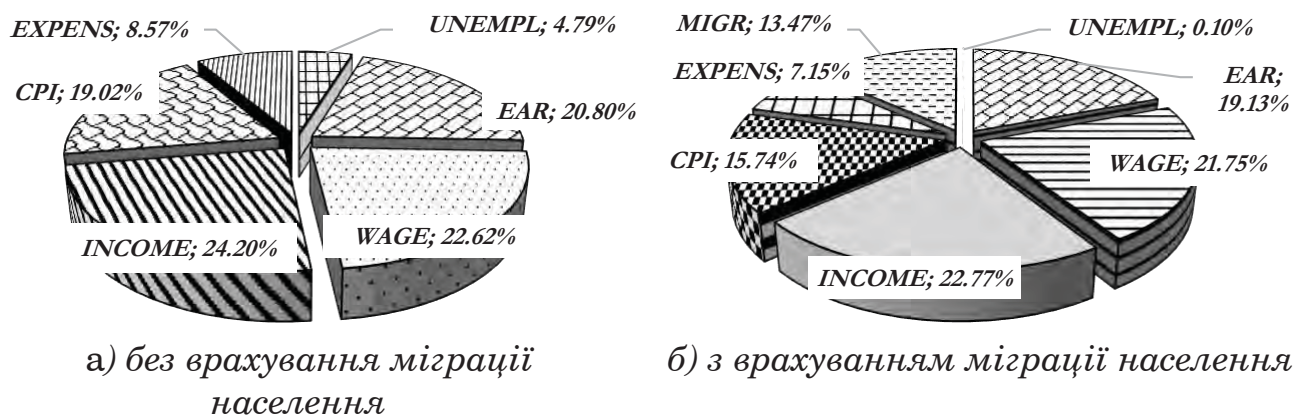 EXPENS; 8.57%
UNEMPL; 4.79%
CPI; 19.02%
EAR; 20.80%
INCOME; 24.20%
WAGE; 22.62%
а) без врахування міграції
населення
MIGR; 13.47%
UNEMPL; 0.10%
EXPENS; 7.15%
EAR;
19.13%
CPI; 15.74%
WAGE; 21.75%
INCOME; 22.77%
б) з врахуванням міграції населення